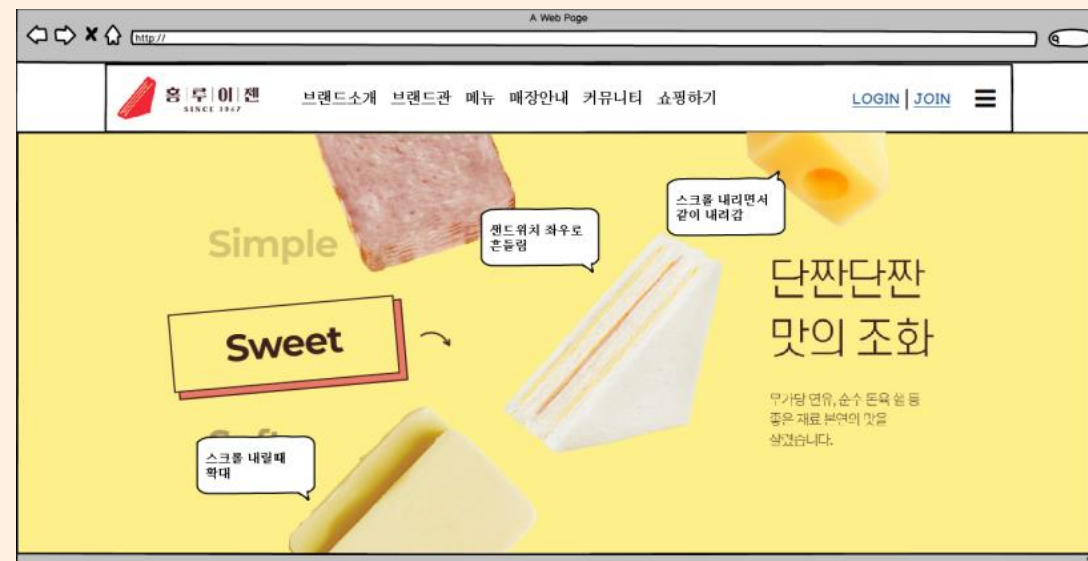 A Web Page
http://
홍루이젠
SINCE 1967
브랜드소개 브랜드관 메뉴 매장안내 커뮤니티 쇼핑하기
LOGIN | JOIN
스크롤 내리면서
같이 내려감
샌드위치 좌우로
흔들림
Simple
단짠단짠
맛의 조화
Sweet
무가당 연유, 순수 돈육 햄 등
좋은 재료 본연의 맛을
살렸습니다.
스크롤 내릴때
확대